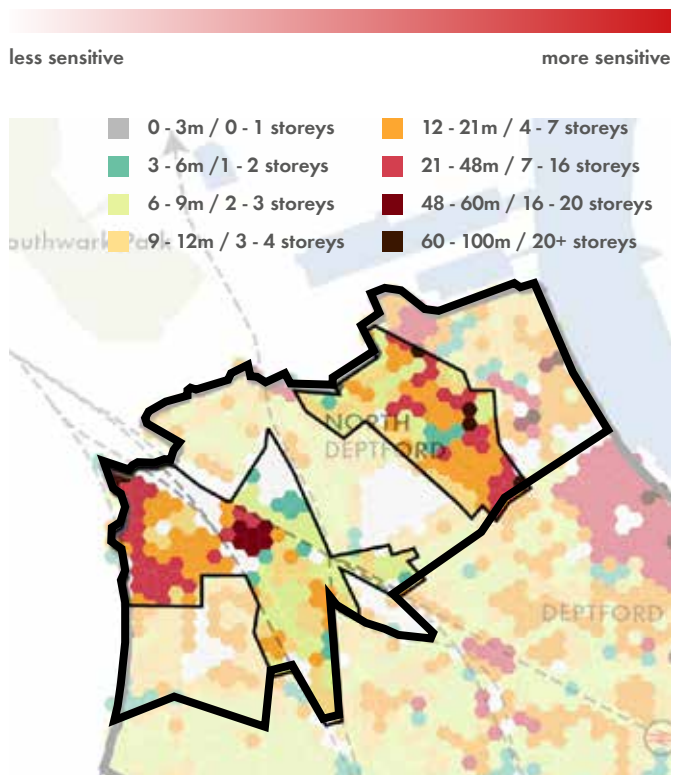 less sensitive more sensitive
0 - 3m / 0 - 1 storeys 12 - 21m / 4 - 7 storeys
3 - 6m /1 - 2 storeys 21 - 48m / 7 - 16 storeys
6 - 9m / 2 - 3 storeys 48 - 60m / 16 - 20 storeys
outhwark Park
9 - 12m / 3 - 4 storeys 60 - 100m / 20+ storeys
NORTH
DEPTFORD
DEPTFORD